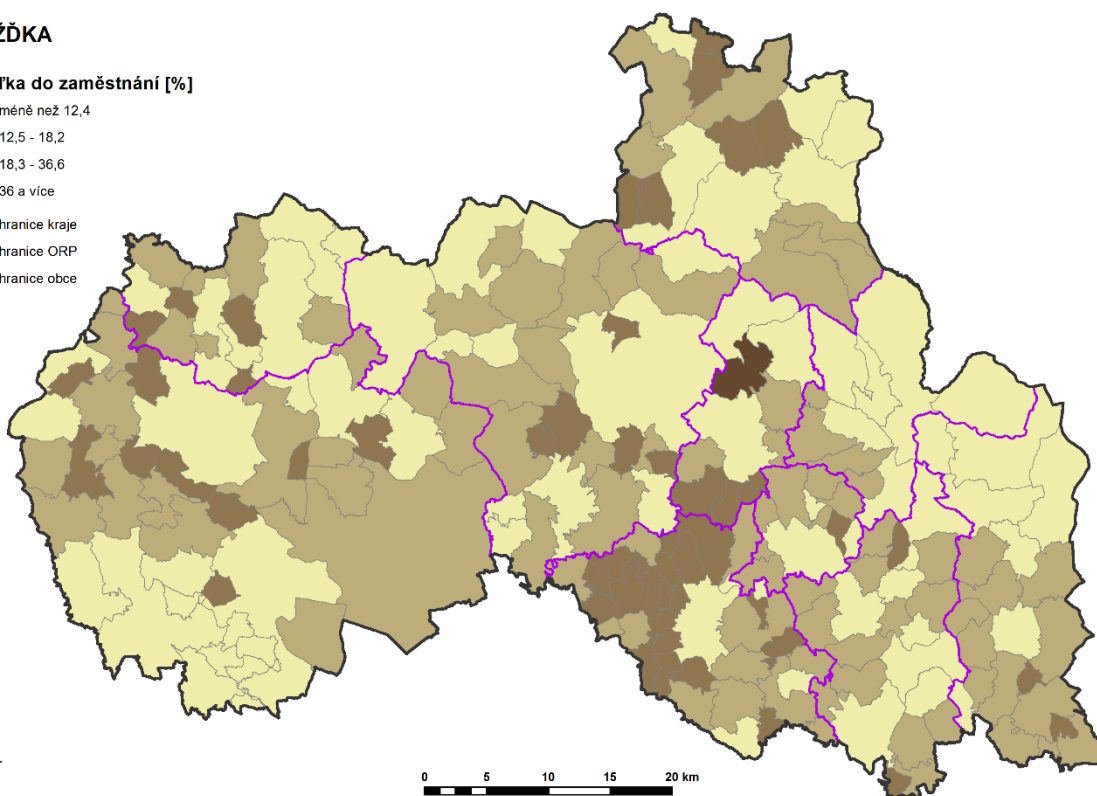 ŽĎKA
ďka do zaměstnání [%]
méně než 12,4
12,5 - 18,2
18,3 - 36,6
36 a více
hranice kraje
hranice ORP
hranice obce
0 5 10 15 20 km